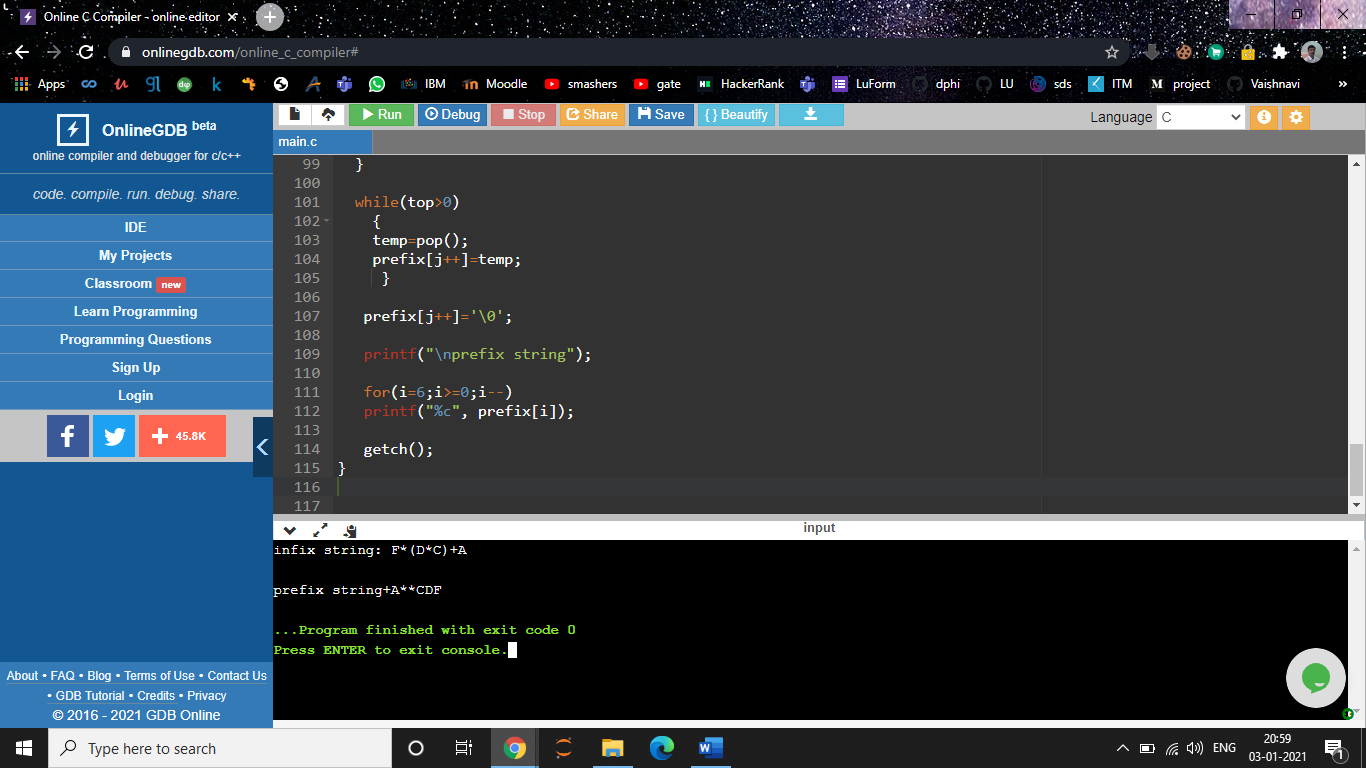 Online C Compiler - online editor
onlinegdb.com/online_c_compiler#
Apps IBM Moodle smashers gate HackerRank LuForm dphi LU sds ITM project Vaishnavi »
OnlineGDB beta
online compiler and debugger for c/c++
code. compile. run. debug. share.
IDE
My Projects
Classroom new
Learn Programming
Programming Questions
Sign Up
Login
45.8K
About • FAQ • Blog • Terms of Use • Contact Us
• GDB Tutorial • Credits • Privacy
© 2016 - 2021 GDB Online
Run Debug Stop Share Save { } Beautify
Language C
main.c
99 }
100
101 while(top>0)
102 {
103 temp=pop();
104 prefix[j++]=temp;
105 }
106
107 prefix[j++]='\0';
108
109 printf("\nprefix string");
110
111 for(i=6;i>=0;i--)
112 printf("%c", prefix[i]);
113
114 getch();
115 }
116
117
input
infix string: F*(D*C)+A
prefix string+A**CDF
...Program finished with exit code 0
Press ENTER to exit console.
Type here to search
ENG
20:59
03-01-2021
1